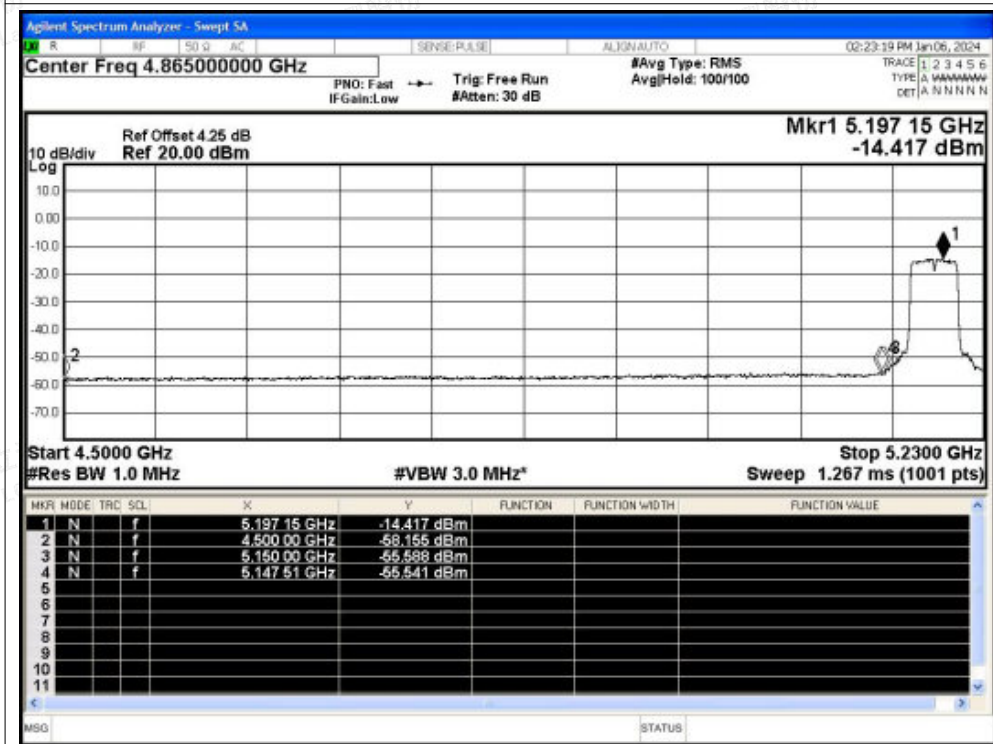 Agilent Spectrum Analyzer - Swept SA
LXI R RF 50 Ω AC SENSE:PULSE ALIGNAUTO 02:23:19 PM Jan 06, 2024
Center Freq 4.865000000 GHz
PNO: Fast
IFGain:Low
Trig: Free Run
#Atten: 30 dB
#Avg Type: RMS
Avg|Hold: 100/100
TRACE 1 2 3 4 5 6
TYPE A WWWWW
DET A N N N N N
Mkr1 5.197 15 GHz
-14.417 dBm
Ref Offset 4.25 dB
10 dB/div Ref 20.00 dBm
Log
10.0
0.00
-10.0
-20.0
-30.0
-40.0
-50.0
-60.0
-70.0
1
2
Start 4.5000 GHz Stop 5.2300 GHz
#Res BW 1.0 MHz #VBW 3.0 MHz* Sweep 1.267 ms (1001 pts)
MKR MODE TRC SCL X Y FUNCTION FUNCTION WIDTH FUNCTION VALUE
1 N f 5.197 15 GHz -14.417 dBm
2 N f 4.500 00 GHz -58.155 dBm
3 N f 5.150 00 GHz -55.588 dBm
4 N f 5.147 51 GHz -55.541 dBm
5
6
7
8
9
10
11
MSG STATUS